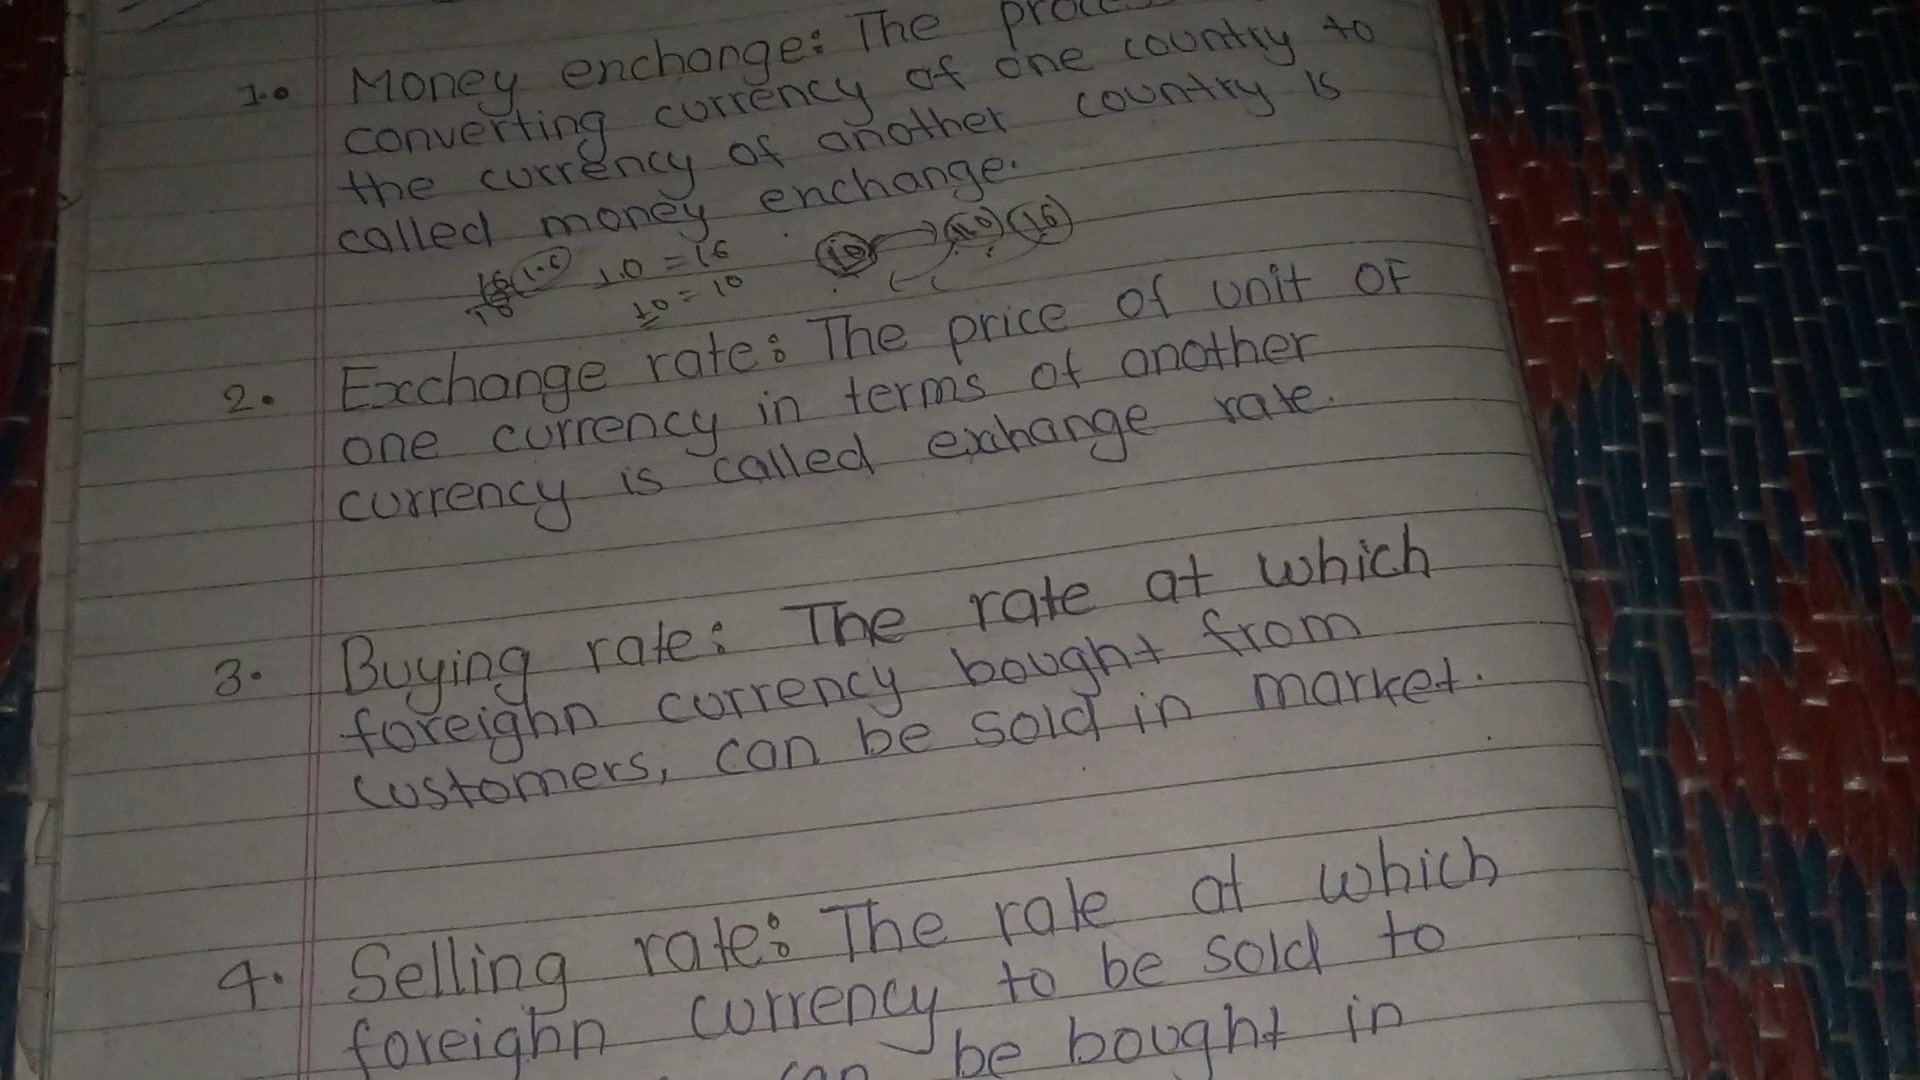 1. Money enchange: The
converting currency of one country to
the currency of another country is
called money enchange.
1.0 = 16
10 = 10
2. Exchange rate: The price of unit OF
one currency in terms of another
currency is called exchange rate.
3. Buying rate: The rate at which
foreighn currency bought from
customers, can be sold in market.
4. Selling rate: The rate at which
foreighn currency to be sold to
can be bought in